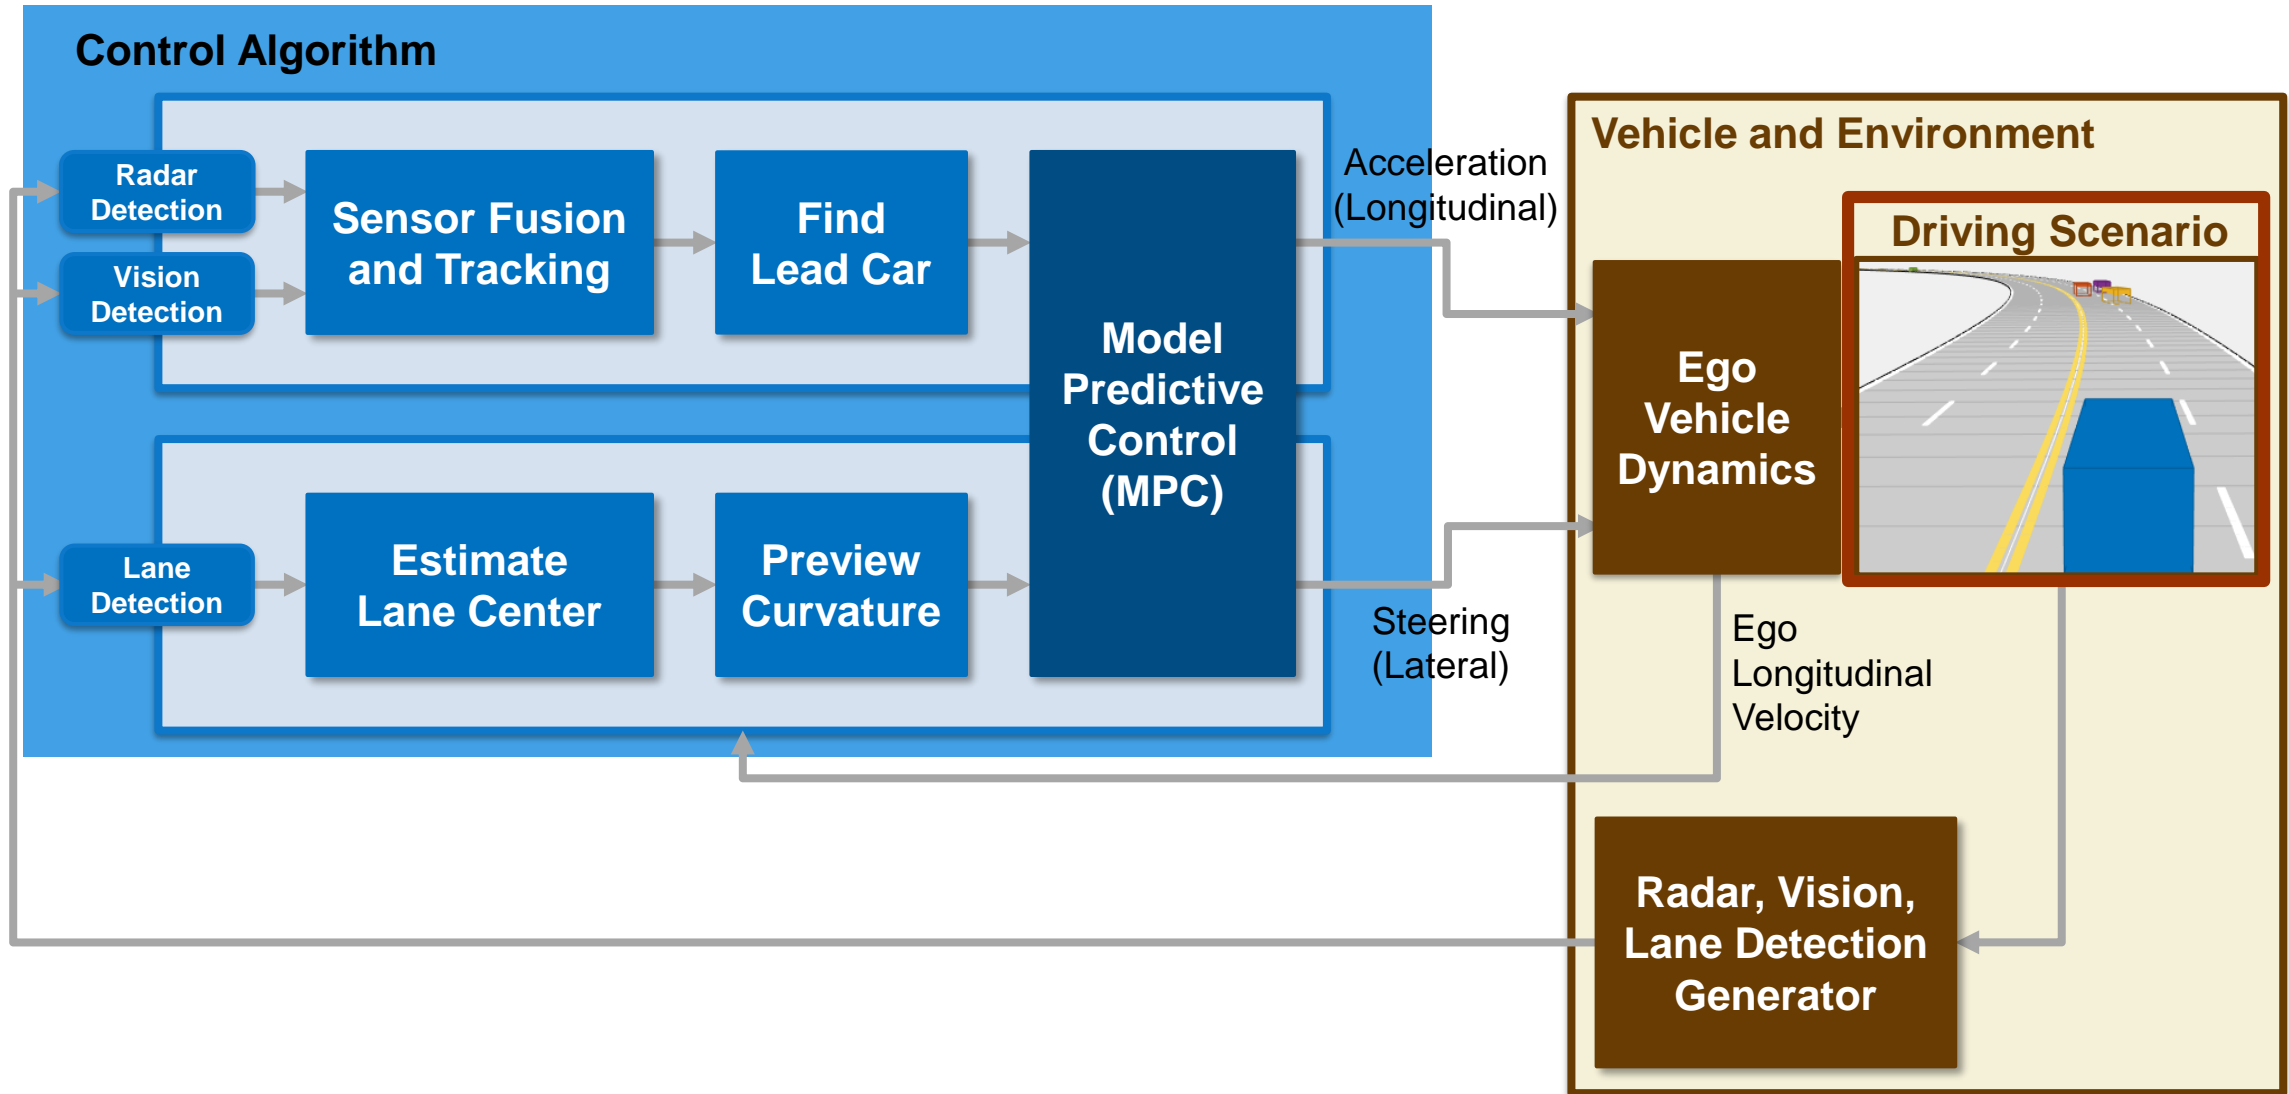 Control Algorithm
Radar
Detection
Vision
Detection
Sensor Fusion
and Tracking
Find
Lead Car
Model
Predictive
Control
(MPC)
Lane
Detection
Estimate
Lane Center
Preview
Curvature
Acceleration
(Longitudinal)
Steering
(Lateral)
Vehicle and Environment
Driving Scenario
Ego
Vehicle
Dynamics
Ego
Longitudinal
Velocity
Radar, Vision,
Lane Detection
Generator